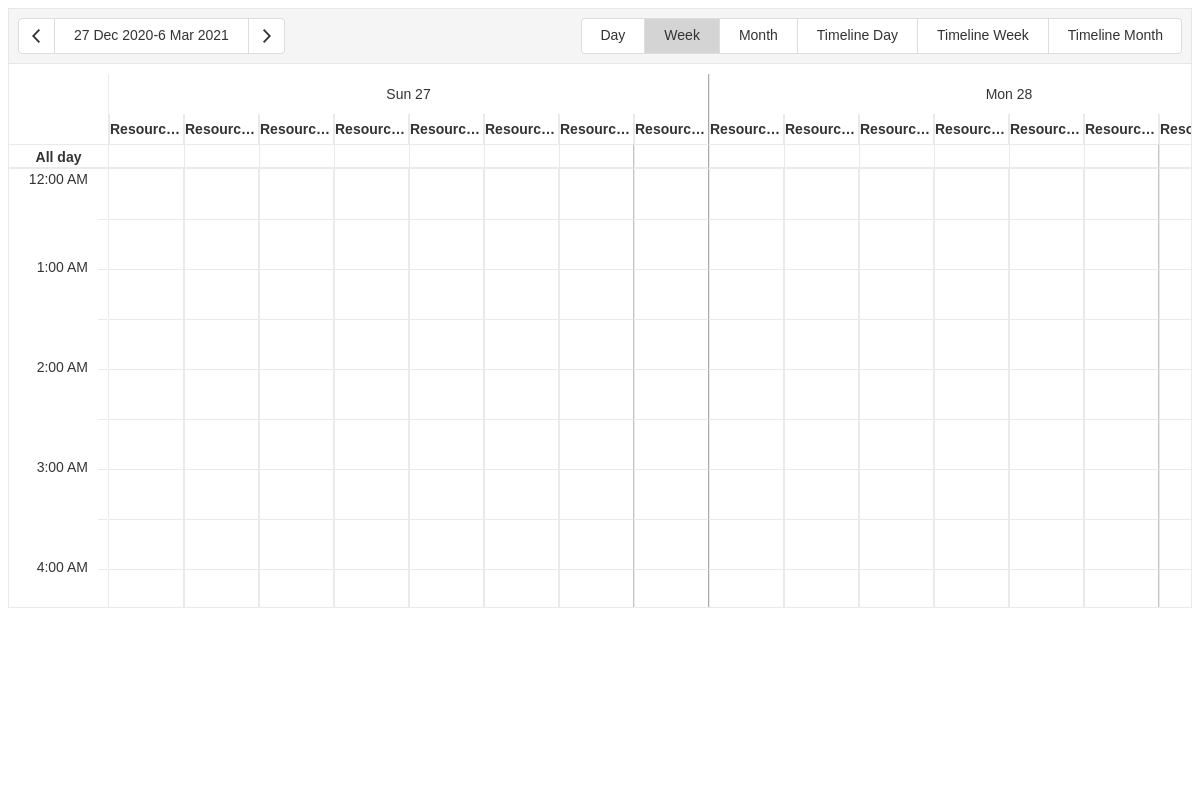 27 Dec 2020-6 Mar 2021 Day Week Month Timeline Day Timeline Week Timeline Month
Sun 27 Mon 28
Resourc… Resourc… Resourc… Resourc… Resourc… Resourc… Resourc… Resourc… Resourc… Resourc… Resourc… Resourc… Resourc… Resourc… Reso
All day
12:00 AM
1:00 AM
2:00 AM
3:00 AM
4:00 AM